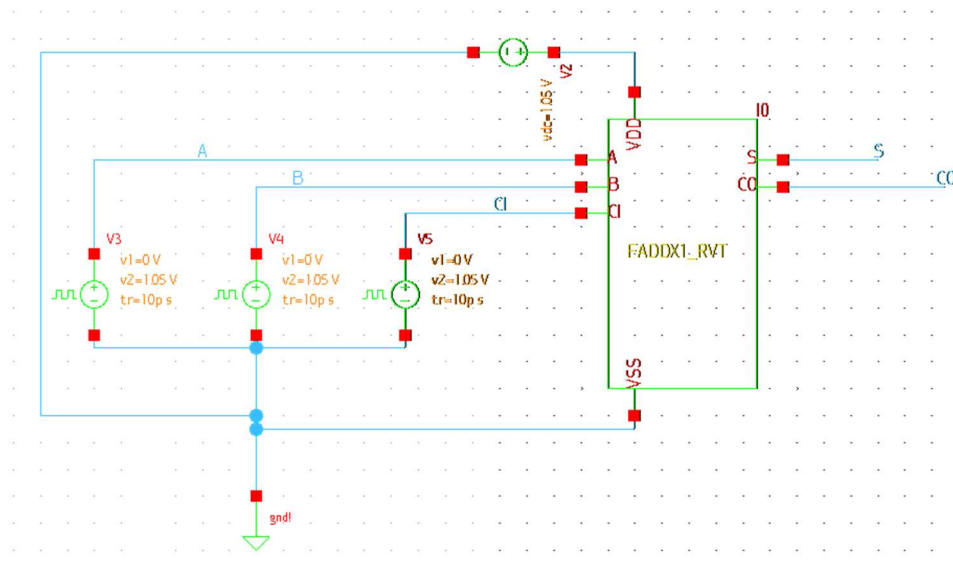 V2
vdc=1.05 V
I0
VDD
A
A
S
S
B
B
CO
CO
CI
CI
FADDX1_RVT
V3
v1=0 V
v2=1.05 V
tr=10p s
V4
v1=0 V
v2=1.05 V
tr=10p s
V5
v1=0 V
v2=1.05 V
tr=10p s
VSS
gnd!